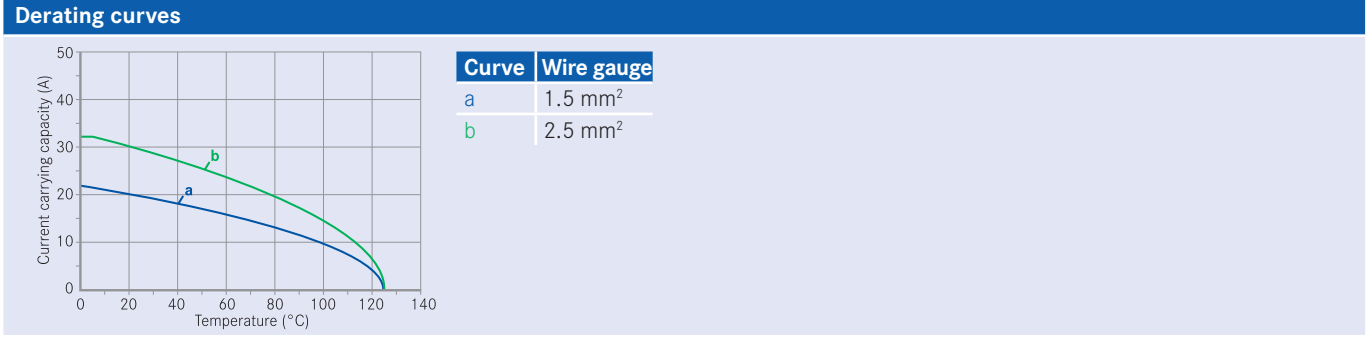 Derating curves
Current carrying capacity (A)
50
40
30
20
10
0
b
a
0 20 40 60 80 100 120 140
Temperature (°C)
Curve Wire gauge
a 1.5 mm²
b 2.5 mm²